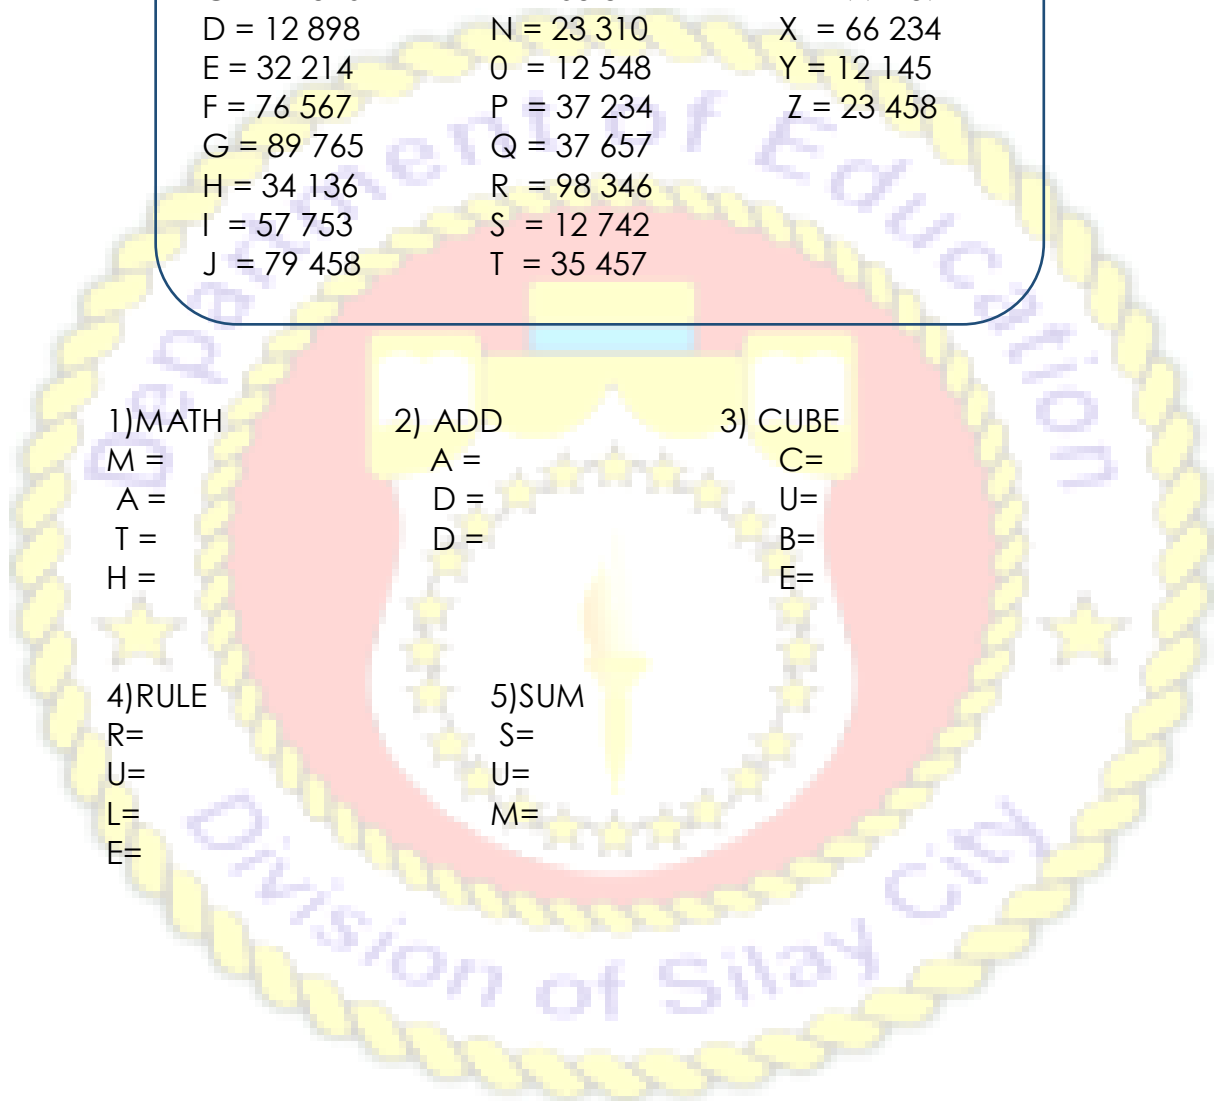 D = 12 898 N = 23 310 X = 66 234
E = 32 214 0 = 12 548 Y = 12 145
F = 76 567 P = 37 234 Z = 23 458
G = 89 765 Q = 37 657
H = 34 136 R = 98 346
I = 57 753 S = 12 742
J = 79 458 T = 35 457
1)MATH 2) ADD 3) CUBE
M = A = C=
A = D = U=
T = D = B=
H = E=
4)RULE 5)SUM
R= S=
U= U=
L= M=
E=
Department of Education
Division of Silay City